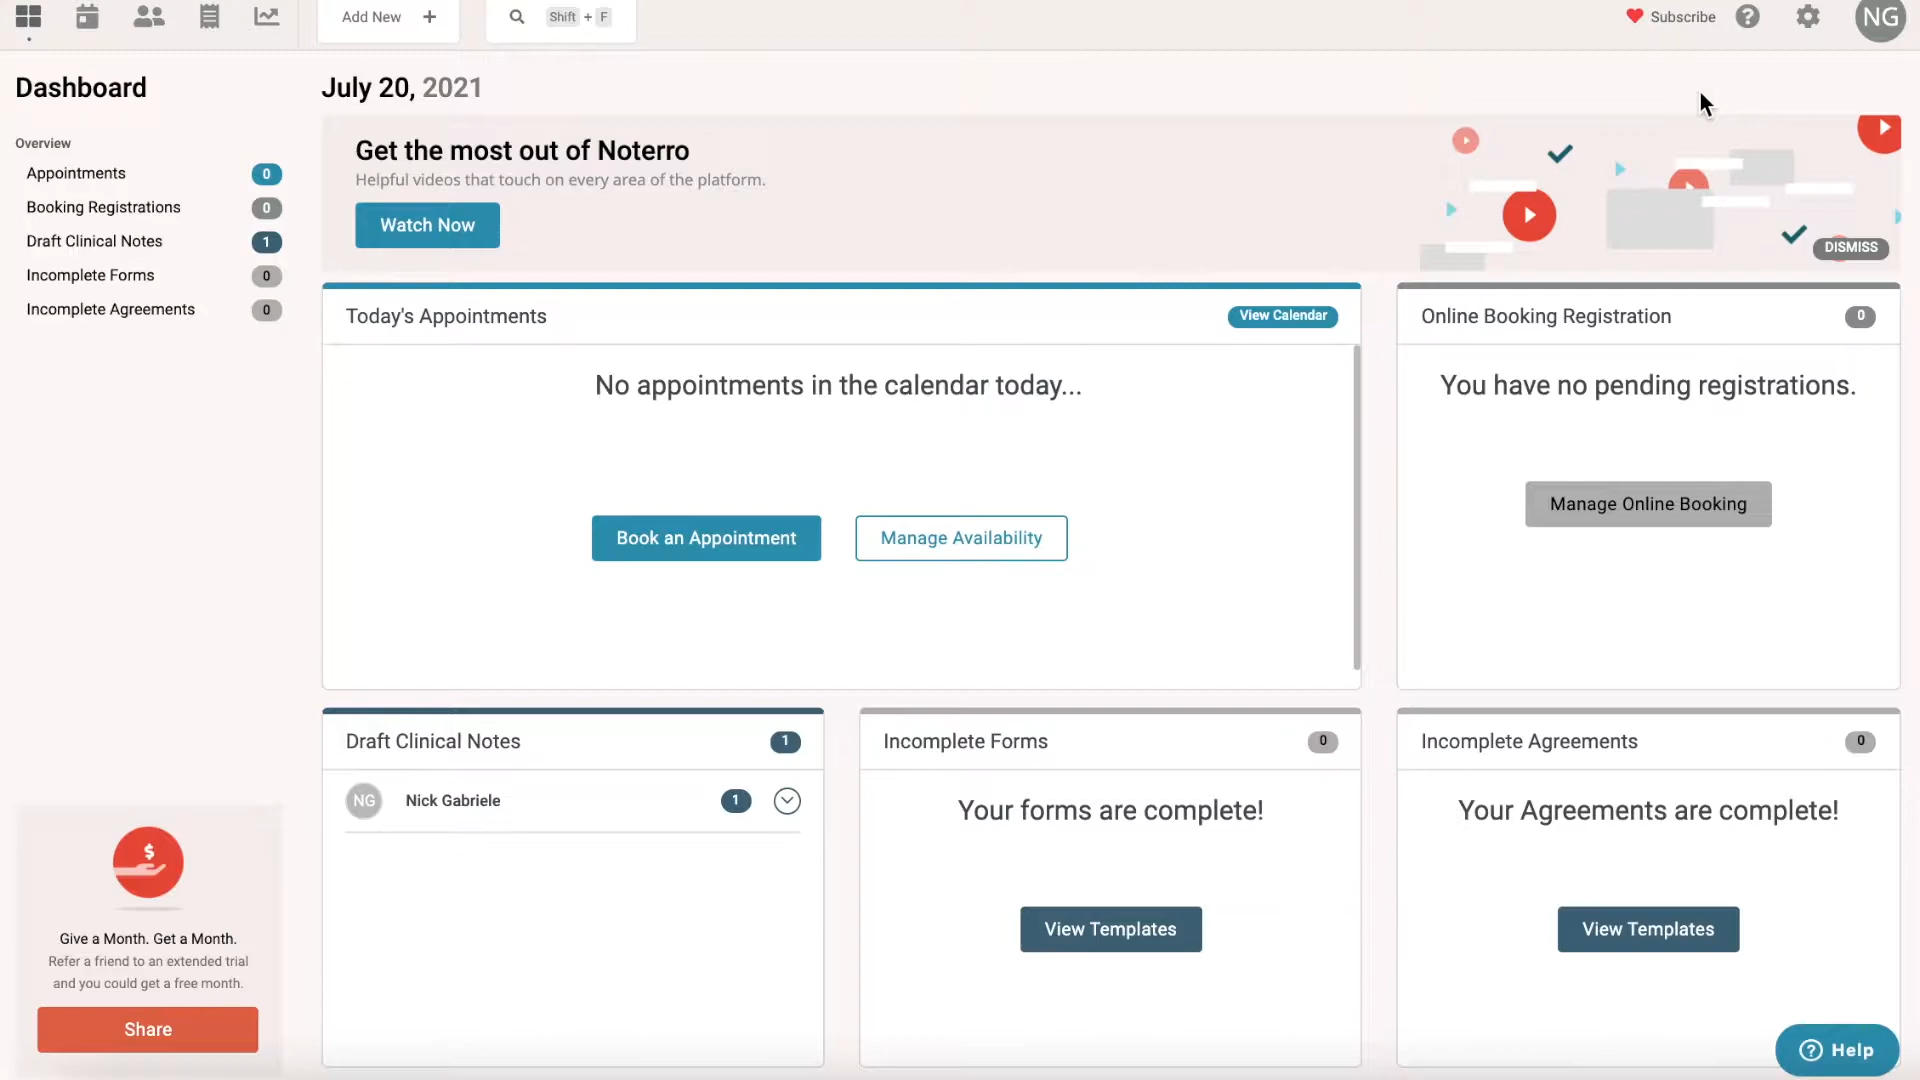 Add New +
Shift + F
Subscribe
NG
Dashboard
July 20, 2021
Overview
Appointments 0
Booking Registrations 0
Draft Clinical Notes 1
Incomplete Forms 0
Incomplete Agreements 0
Get the most out of Noterro
Helpful videos that touch on every area of the platform.
Watch Now
DISMISS
Today's Appointments
View Calendar
No appointments in the calendar today...
Book an Appointment
Manage Availability
Online Booking Registration 0
You have no pending registrations.
Manage Online Booking
Draft Clinical Notes 1
NG Nick Gabriele 1
Incomplete Forms 0
Your forms are complete!
View Templates
Incomplete Agreements 0
Your Agreements are complete!
View Templates
$
Give a Month. Get a Month.
Refer a friend to an extended trial
and you could get a free month.
Share
? Help